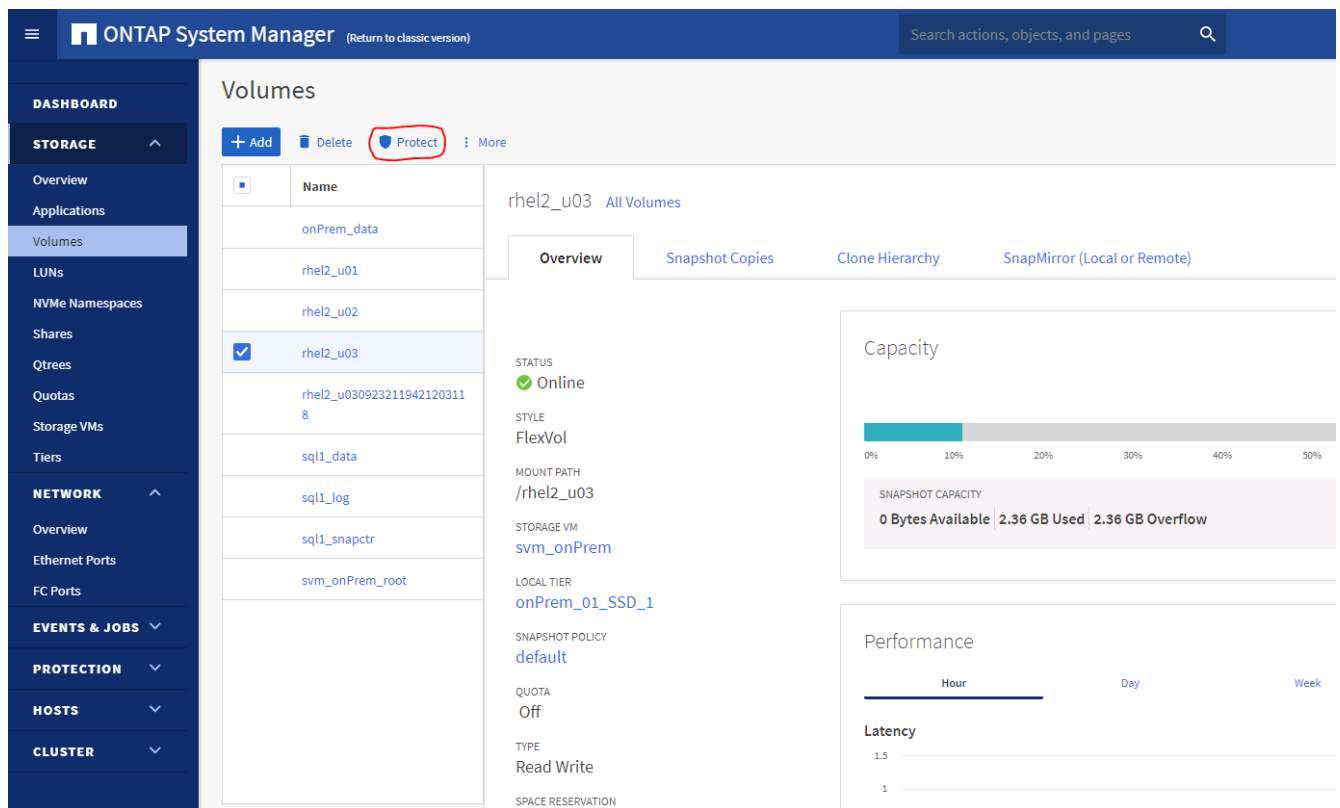 ONTAP System Manager (Return to classic version)
Search actions, objects, and pages
DASHBOARD
STORAGE
Overview
Applications
Volumes
LUNs
NVMe Namespaces
Shares
Qtrees
Quotas
Storage VMs
Tiers
NETWORK
Overview
Ethernet Ports
FC Ports
EVENTS & JOBS
PROTECTION
HOSTS
CLUSTER
Volumes
+ Add Delete Protect More
Name
onPrem_data
rhel2_u01
rhel2_u02
rhel2_u03
rhel2_u030923211942120311
8
sql1_data
sql1_log
sql1_snapctr
svm_onPrem_root
rhel2_u03 All Volumes
Overview Snapshot Copies Clone Hierarchy SnapMirror (Local or Remote)
STATUS
Online
STYLE
FlexVol
MOUNT PATH
/rhel2_u03
STORAGE VM
svm_onPrem
LOCAL TIER
onPrem_01_SSD_1
SNAPSHOT POLICY
default
QUOTA
Off
TYPE
Read Write
SPACE RESERVATION
Capacity
0% 10% 20% 30% 40% 50%
SNAPSHOT CAPACITY
0 Bytes Available 2.36 GB Used 2.36 GB Overflow
Performance
Hour Day Week
Latency
1.5
1